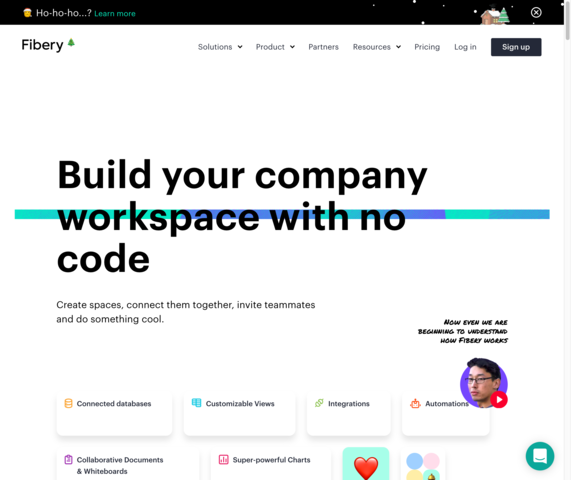 Ho-ho-ho...? Learn more
Fibery
Solutions Product Partners Resources Pricing Log in Sign up
Build your company
workspace with no
code
Create spaces, connect them together, invite teammates
and do something cool.
Now even we are
beginning to understand
how Fibery works
Connected databases
Customizable Views
Integrations
Automations
Collaborative Documents
& Whiteboards
Super-powerful Charts